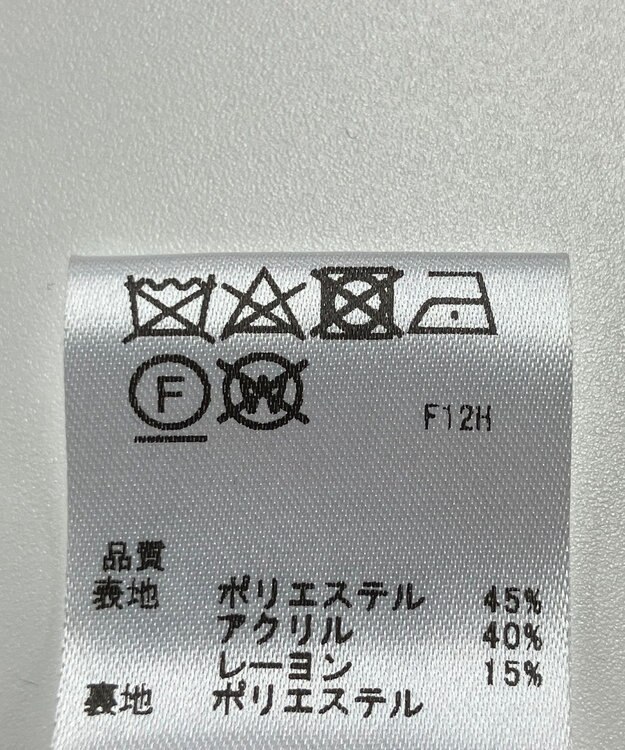 F
W
F12H
品質
表地 ポリエステル 45%
アクリル 40%
レーヨン 15%
裏地 ポリエステル